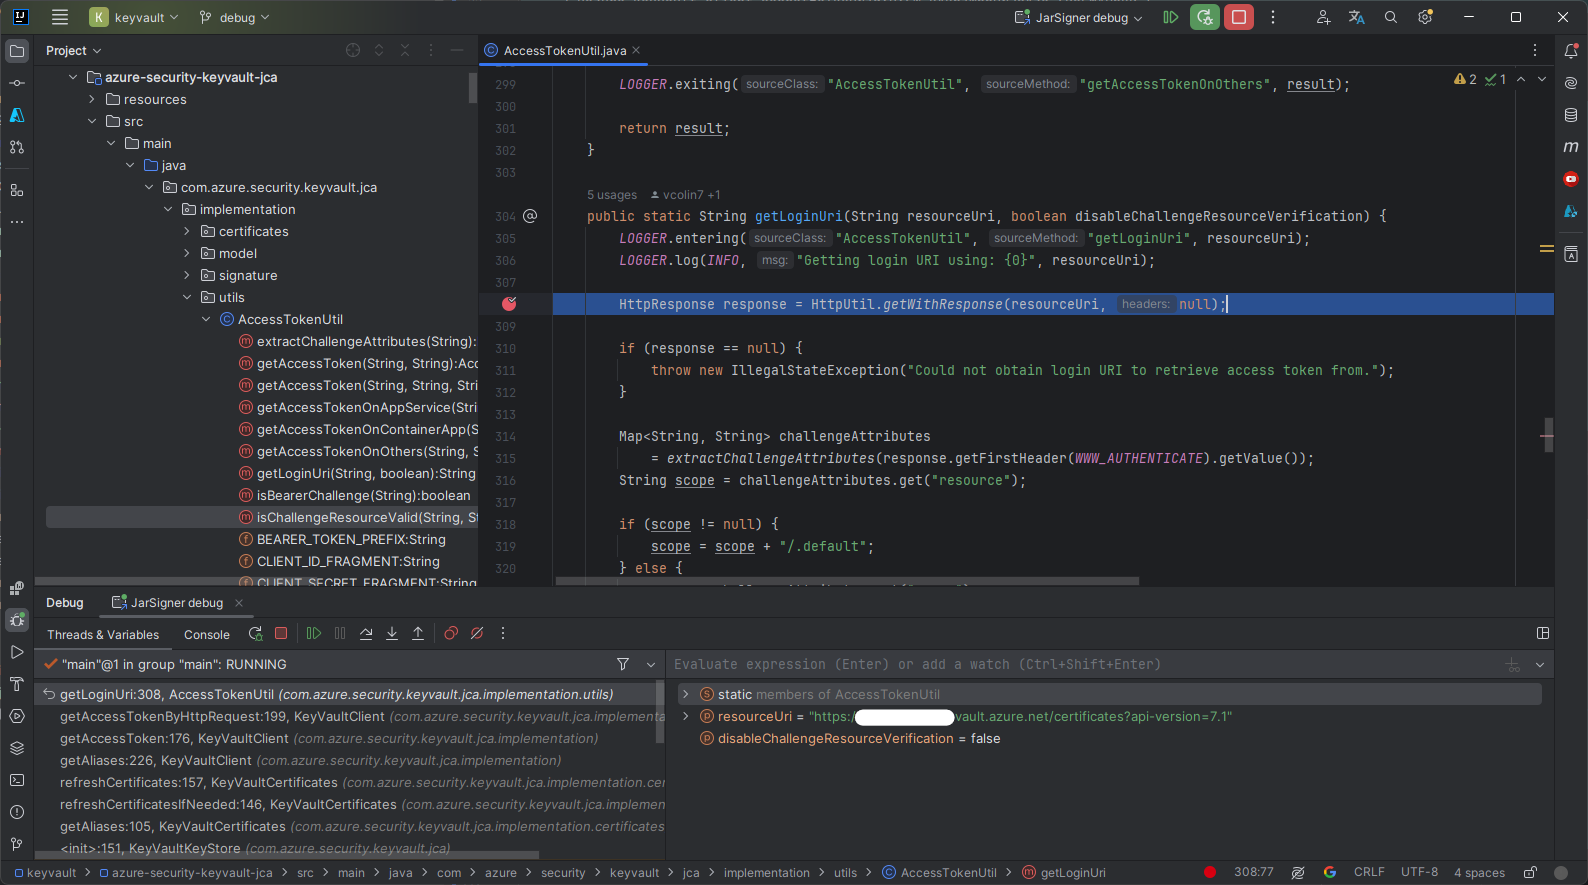 K keyvault debug JarSigner debug
Project
AccessTokenUtil.java
azure-security-keyvault-jca
resources
src
main
java
com.azure.security.keyvault.jca
implementation
certificates
model
signature
utils
AccessTokenUtil
extractChallengeAttributes(String):
getAccessToken(String, String):Acc
getAccessToken(String, String, Stri
getAccessTokenOnAppService(Stri
getAccessTokenOnContainerApp(S
getAccessTokenOnOthers(String, S
getLoginUri(String, boolean):String
isBearerChallenge(String):boolean
isChallengeResourceValid(String, St
BEARER_TOKEN_PREFIX:String
CLIENT_ID_FRAGMENT:String
CLIENT_SECRET_FRAGMENT:String
2 1
299 LOGGER.exiting( sourceClass: "AccessTokenUtil", sourceMethod: "getAccessTokenOnOthers", result);
300
301 return result;
302 }
303
5 usages vcolin7 +1
304 public static String getLoginUri(String resourceUri, boolean disableChallengeResourceVerification) {
305 LOGGER.entering( sourceClass: "AccessTokenUtil", sourceMethod: "getLoginUri", resourceUri);
306 LOGGER.log(INFO, msg: "Getting login URI using: {0}", resourceUri);
307
HttpResponse response = HttpUtil.getWithResponse(resourceUri, headers: null);
309
310 if (response == null) {
311 throw new IllegalStateException("Could not obtain login URI to retrieve access token from.");
312 }
313
314 Map<String, String> challengeAttributes
315 = extractChallengeAttributes(response.getFirstHeader(WWW_AUTHENTICATE).getValue());
316 String scope = challengeAttributes.get("resource");
317
318 if (scope != null) {
319 scope = scope + "/.default";
320 } else {
Debug JarSigner debug
Threads & Variables Console
"main"@1 in group "main": RUNNING
Evaluate expression (Enter) or add a watch (Ctrl+Shift+Enter)
getLoginUri:308, AccessTokenUtil (com.azure.security.keyvault.jca.implementation.utils)
getAccessTokenByHttpRequest:199, KeyVaultClient (com.azure.security.keyvault.jca.implementa
getAccessToken:176, KeyVaultClient (com.azure.security.keyvault.jca.implementation)
getAliases:226, KeyVaultClient (com.azure.security.keyvault.jca.implementation)
refreshCertificates:157, KeyVaultCertificates (com.azure.security.keyvault.jca.implementation.cer
refreshCertificatesIfNeeded:146, KeyVaultCertificates (com.azure.security.keyvault.jca.implemen
getAliases:105, KeyVaultCertificates (com.azure.security.keyvault.jca.implementation.certificates
<init>:151, KeyVaultKeyStore (com.azure.security.keyvault.jca)
static members of AccessTokenUtil
resourceUri = "https:/ vault.azure.net/certificates?api-version=7.1"
disableChallengeResourceVerification = false
keyvault > azure-security-keyvault-jca > src > main > java > com > azure > security > keyvault > jca > implementation > utils > AccessTokenUtil > getLoginUri 308:77 CRLF UTF-8 4 spaces